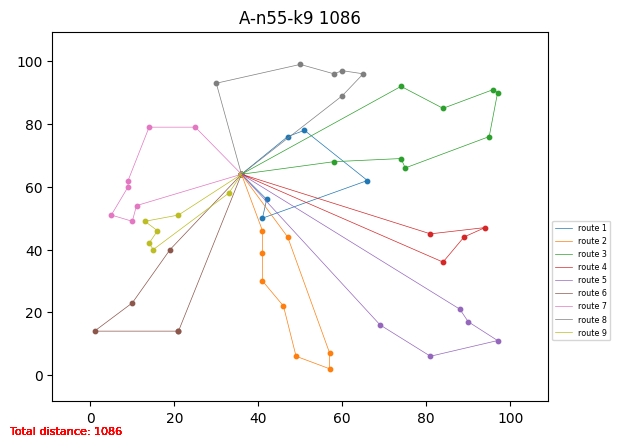 A-n55-k9 1086
100
80
60
40
20
0
0 20 40 60 80 100
route 1
route 2
route 3
route 4
route 5
route 6
route 7
route 8
route 9
Total distance: 1086